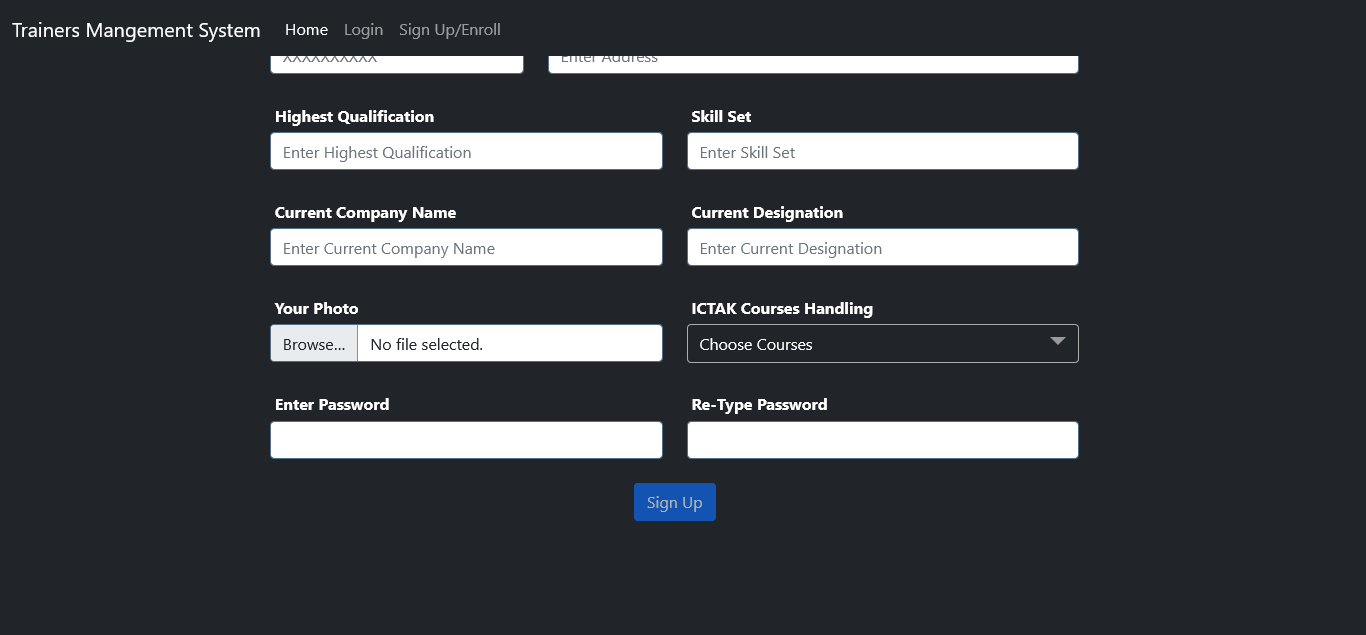 Trainers Mangement System Home Login Sign Up/Enroll
XXXXXXXXXX Enter Address
Highest Qualification Skill Set
Enter Highest Qualification Enter Skill Set
Current Company Name Current Designation
Enter Current Company Name Enter Current Designation
Your Photo ICTAK Courses Handling
Browse... No file selected. Choose Courses
Enter Password Re-Type Password
Sign Up